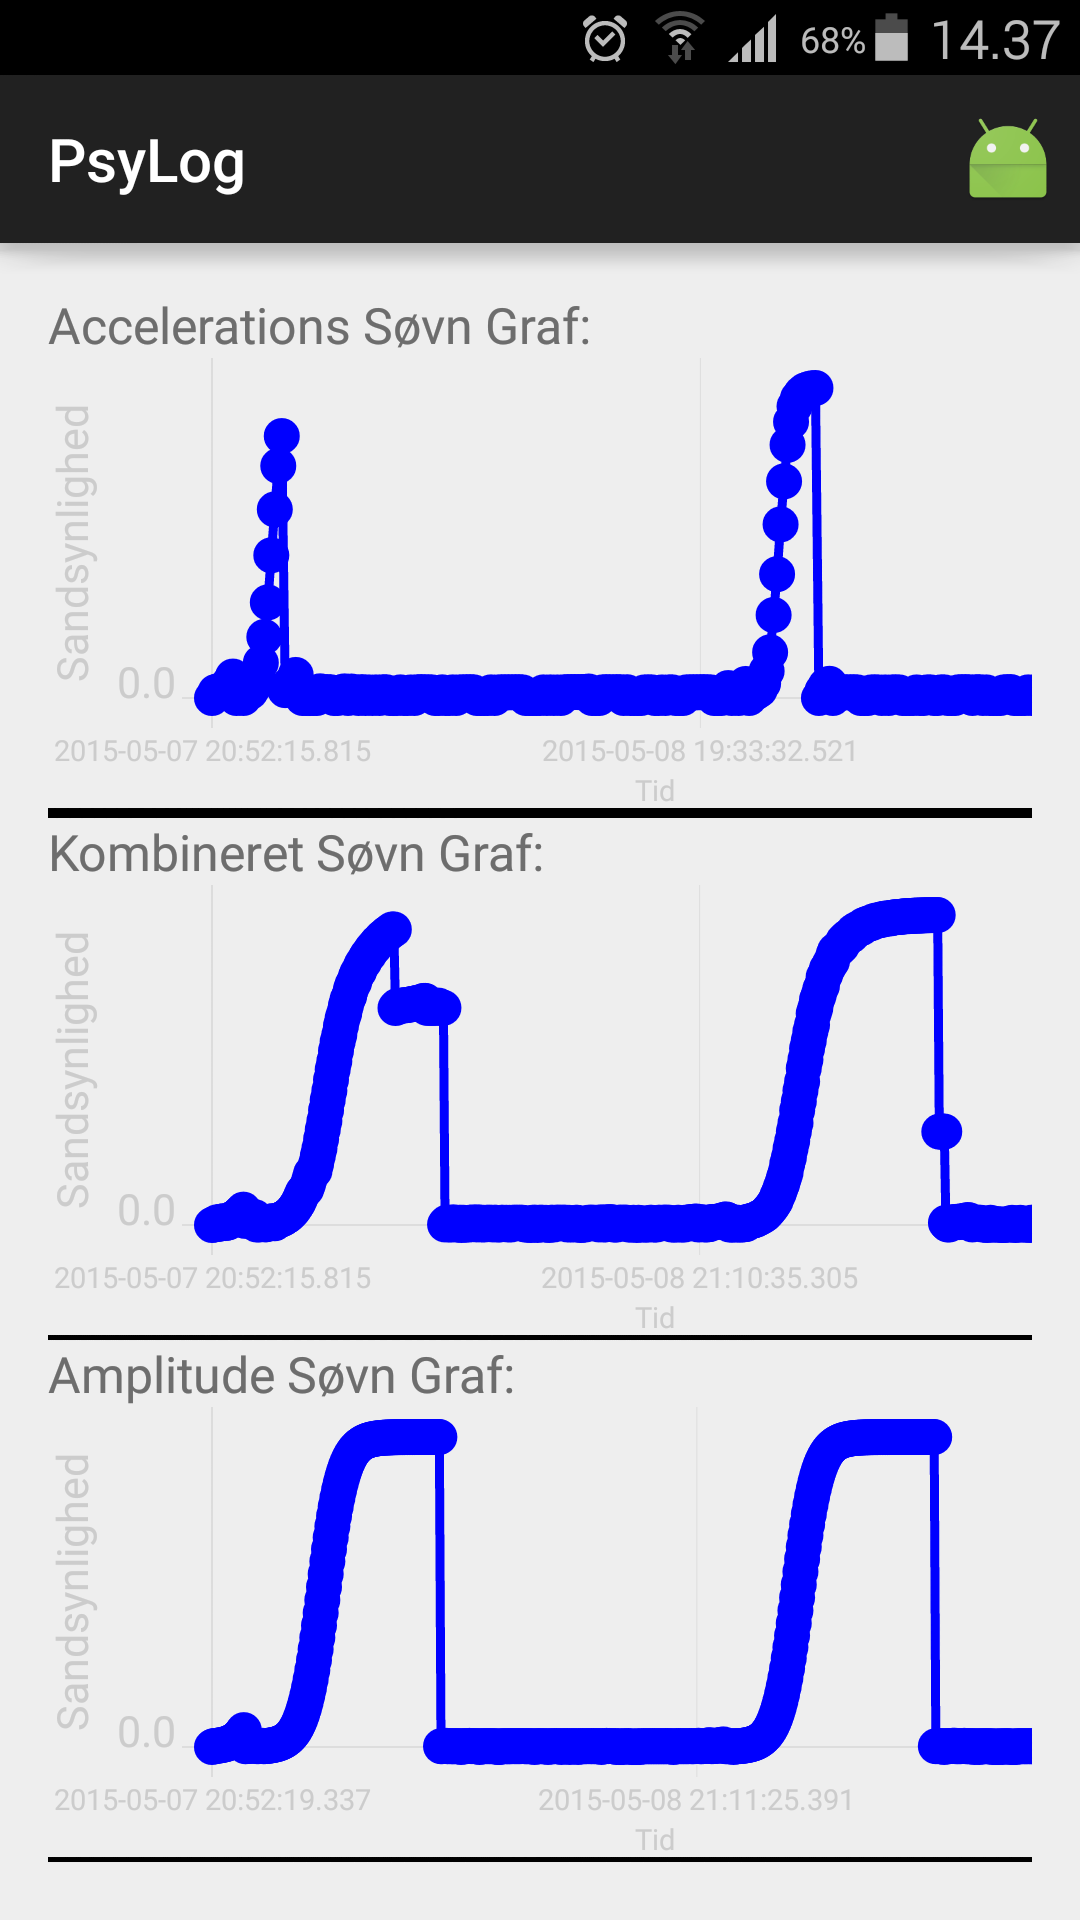 68% 14.37
PsyLog
Accelerations Søvn Graf:
Sandsynlighed
0.0
2015-05-07 20:52:15.815 2015-05-08 19:33:32.521
Tid
Kombineret Søvn Graf:
Sandsynlighed
0.0
2015-05-07 20:52:15.815 2015-05-08 21:10:35.305
Tid
Amplitude Søvn Graf:
Sandsynlighed
0.0
2015-05-07 20:52:19.337 2015-05-08 21:11:25.391
Tid